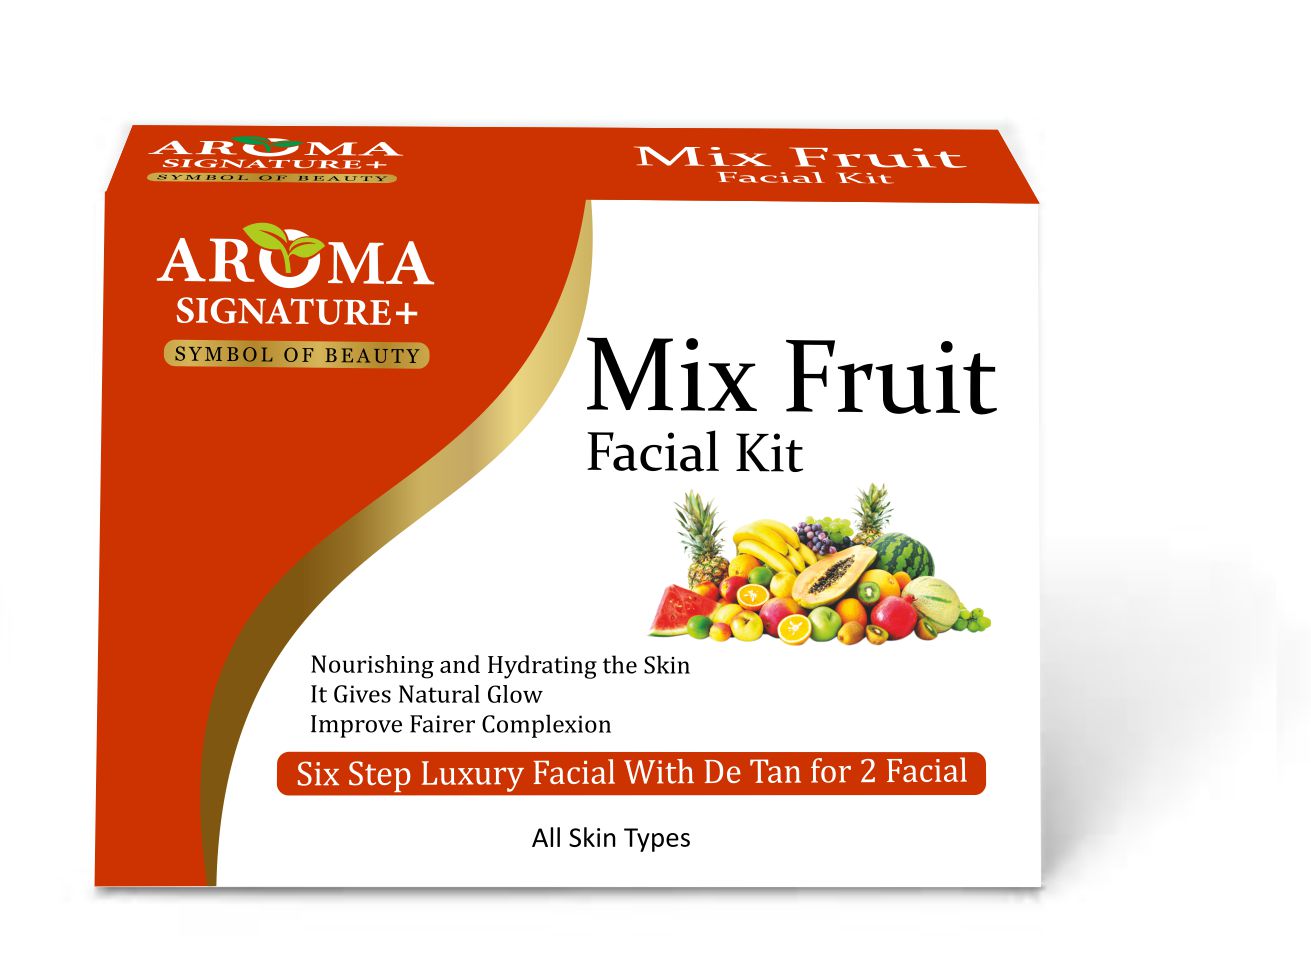 AROMA
SIGNATURE+
SYMBOL OF BEAUTY
Mix Fruit
Facial Kit
AROMA
SIGNATURE+
SYMBOL OF BEAUTY
Mix Fruit
Facial Kit
Nourishing and Hydrating the Skin
It Gives Natural Glow
Improve Fairer Complexion
Six Step Luxury Facial With De Tan for 2 Facial
All Skin Types